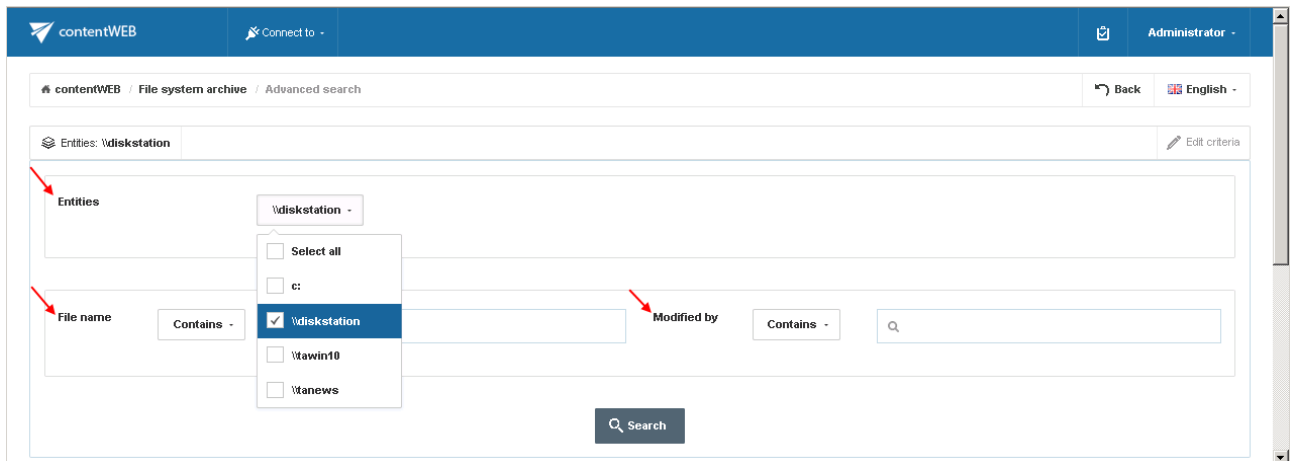 contentWEB Connect to Administrator
contentWEB / File system archive / Advanced search Back English
Entities: \\diskstation Edit criteria
Entities
\\diskstation
Select all
c:
\\diskstation
\\tawin10
\\tanews
File name Contains
Modified by Contains
Search